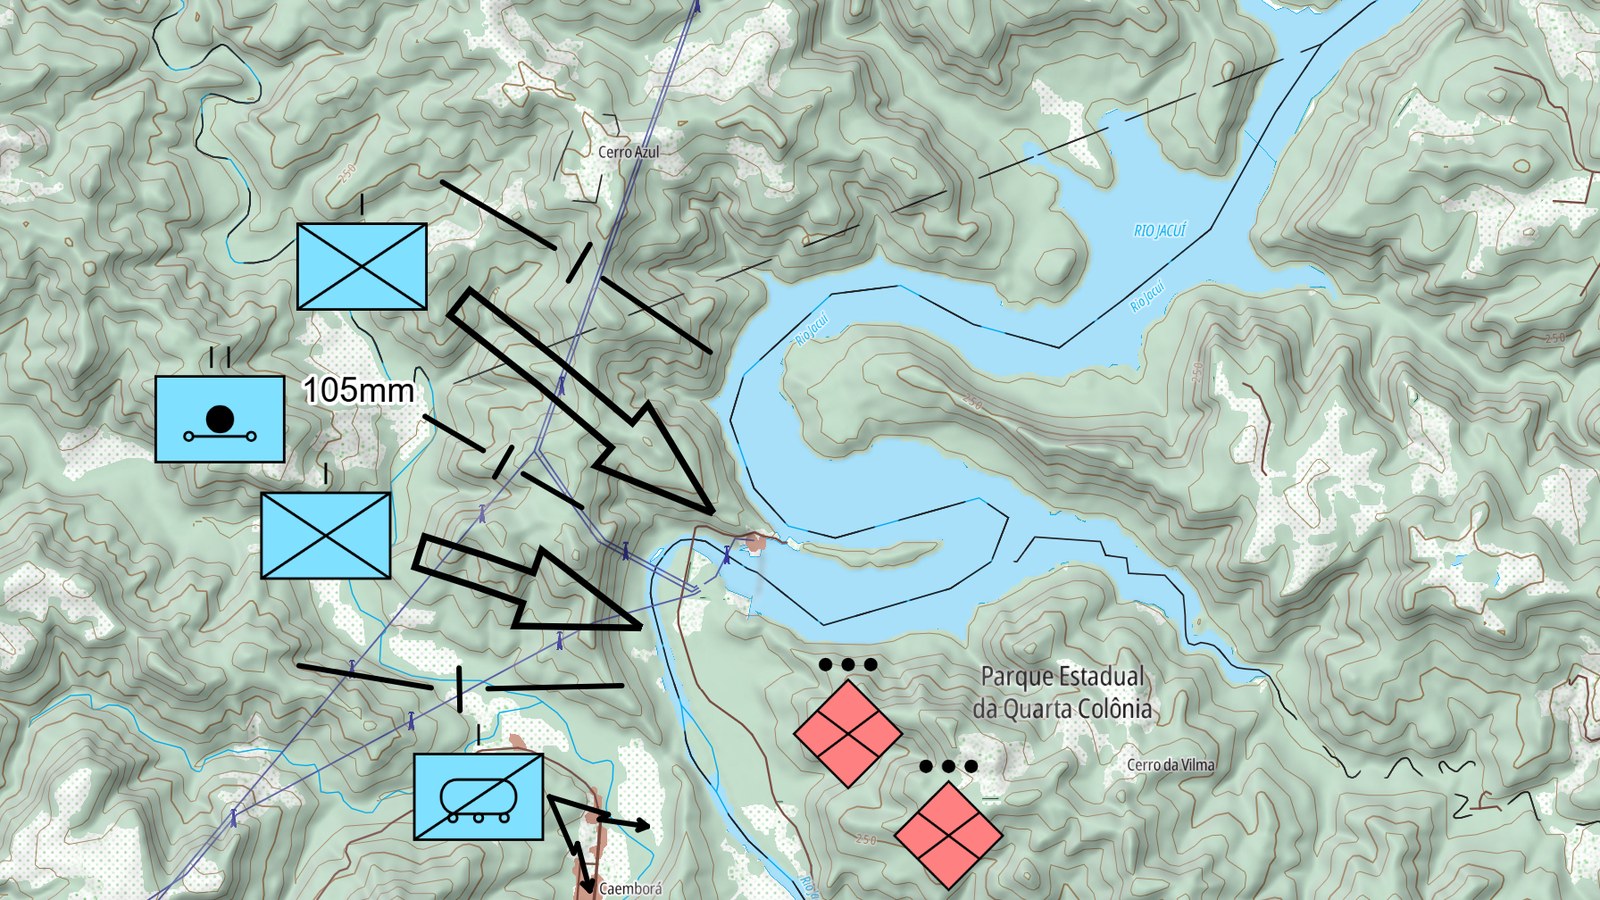 Cerro Azul
250
RIO JACUÍ
Rio Jacuí
Rio Jacuí
250
250
250
105mm
Parque Estadual
da Quarta Colônia
Cerro da Vilma
250
Caemborá